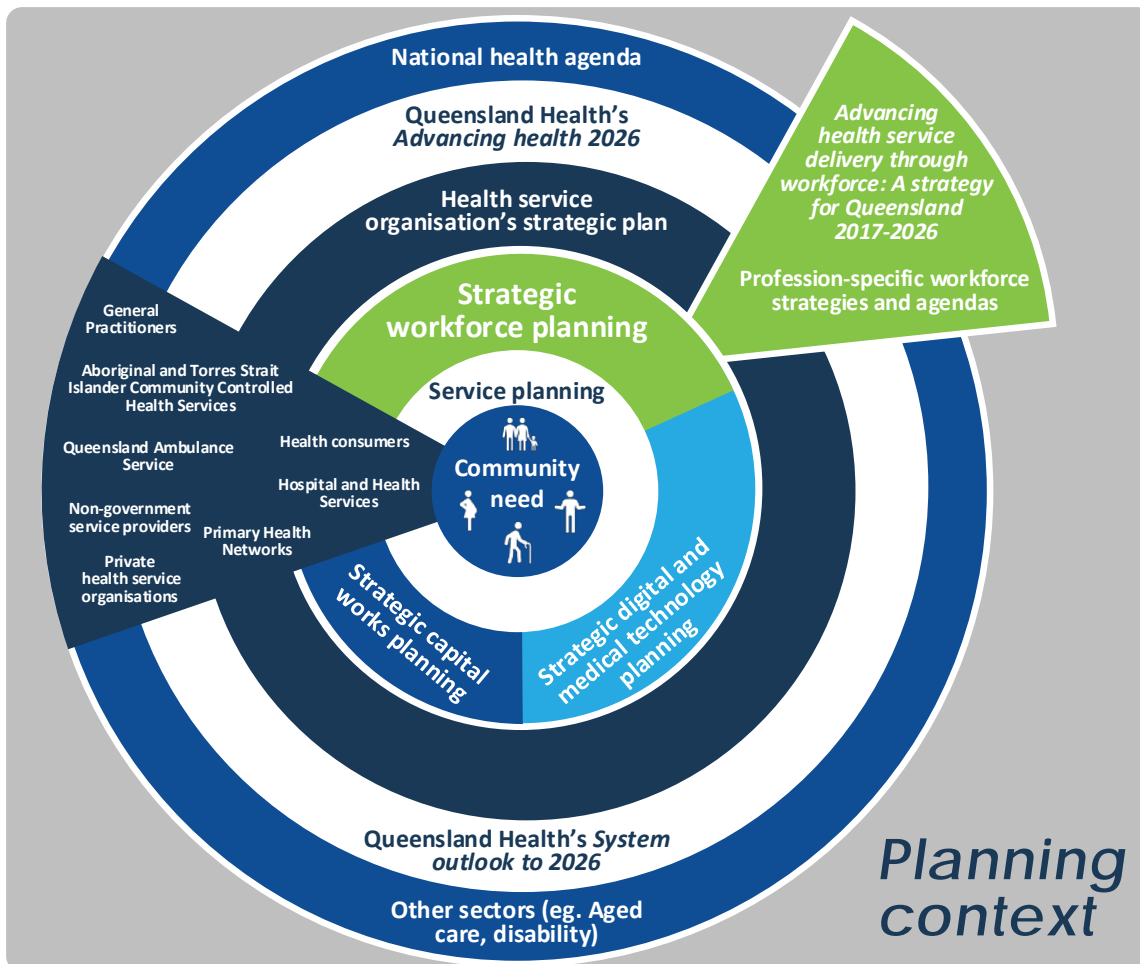 National health agenda
Queensland Health's
Advancing health 2026
Health service
organisation's strategic plan
Strategic
workforce planning
Service planning
Community
need
Advancing
health service
delivery through
workforce: A strategy
for Queensland
2017-2026
Profession-specific workforce
strategies and agendas
General
Practitioners
Aboriginal and Torres Strait
Islander Community Controlled
Health Services
Queensland Ambulance
Service
Non-government
service providers
Private
health service
organisations
Health consumers
Hospital and Health
Services
Primary Health
Networks
Strategic capital
works planning
Strategic digital and
medical technology
planning
Queensland Health's System
outlook to 2026
Other sectors (eg. Aged
care, disability)
Planning
context